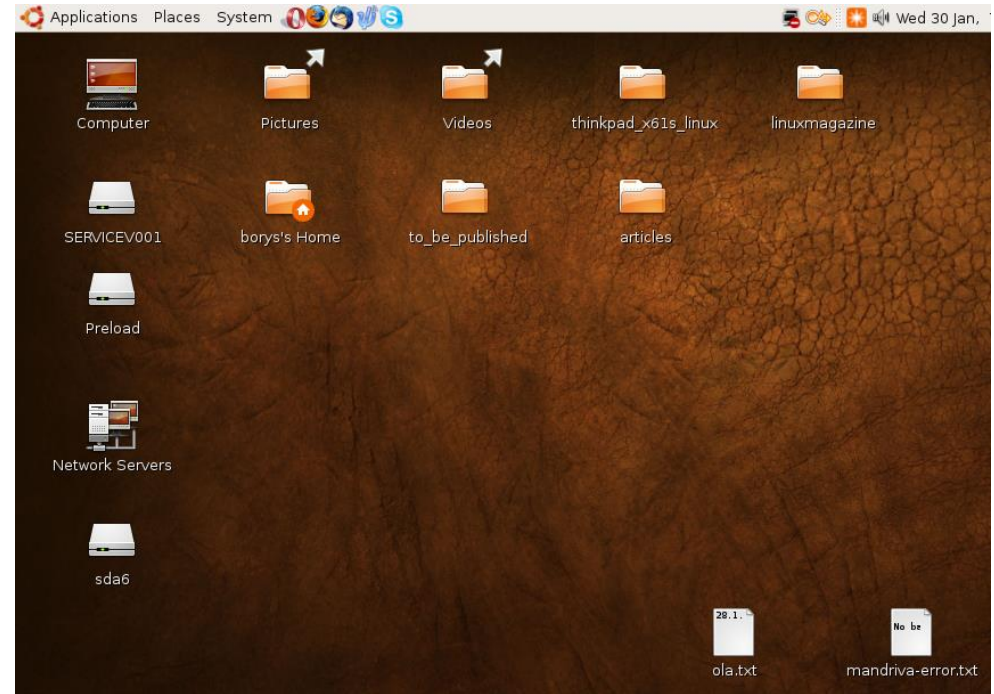 Applications Places System Wed 30 Jan,
Computer Pictures Videos thinkpad_x61s_linux linuxmagazine
SERVICEV001 borys's Home to_be_published articles
Preload
Network Servers
sda6
28.1.
No be
ola.txt mandriva-error.txt